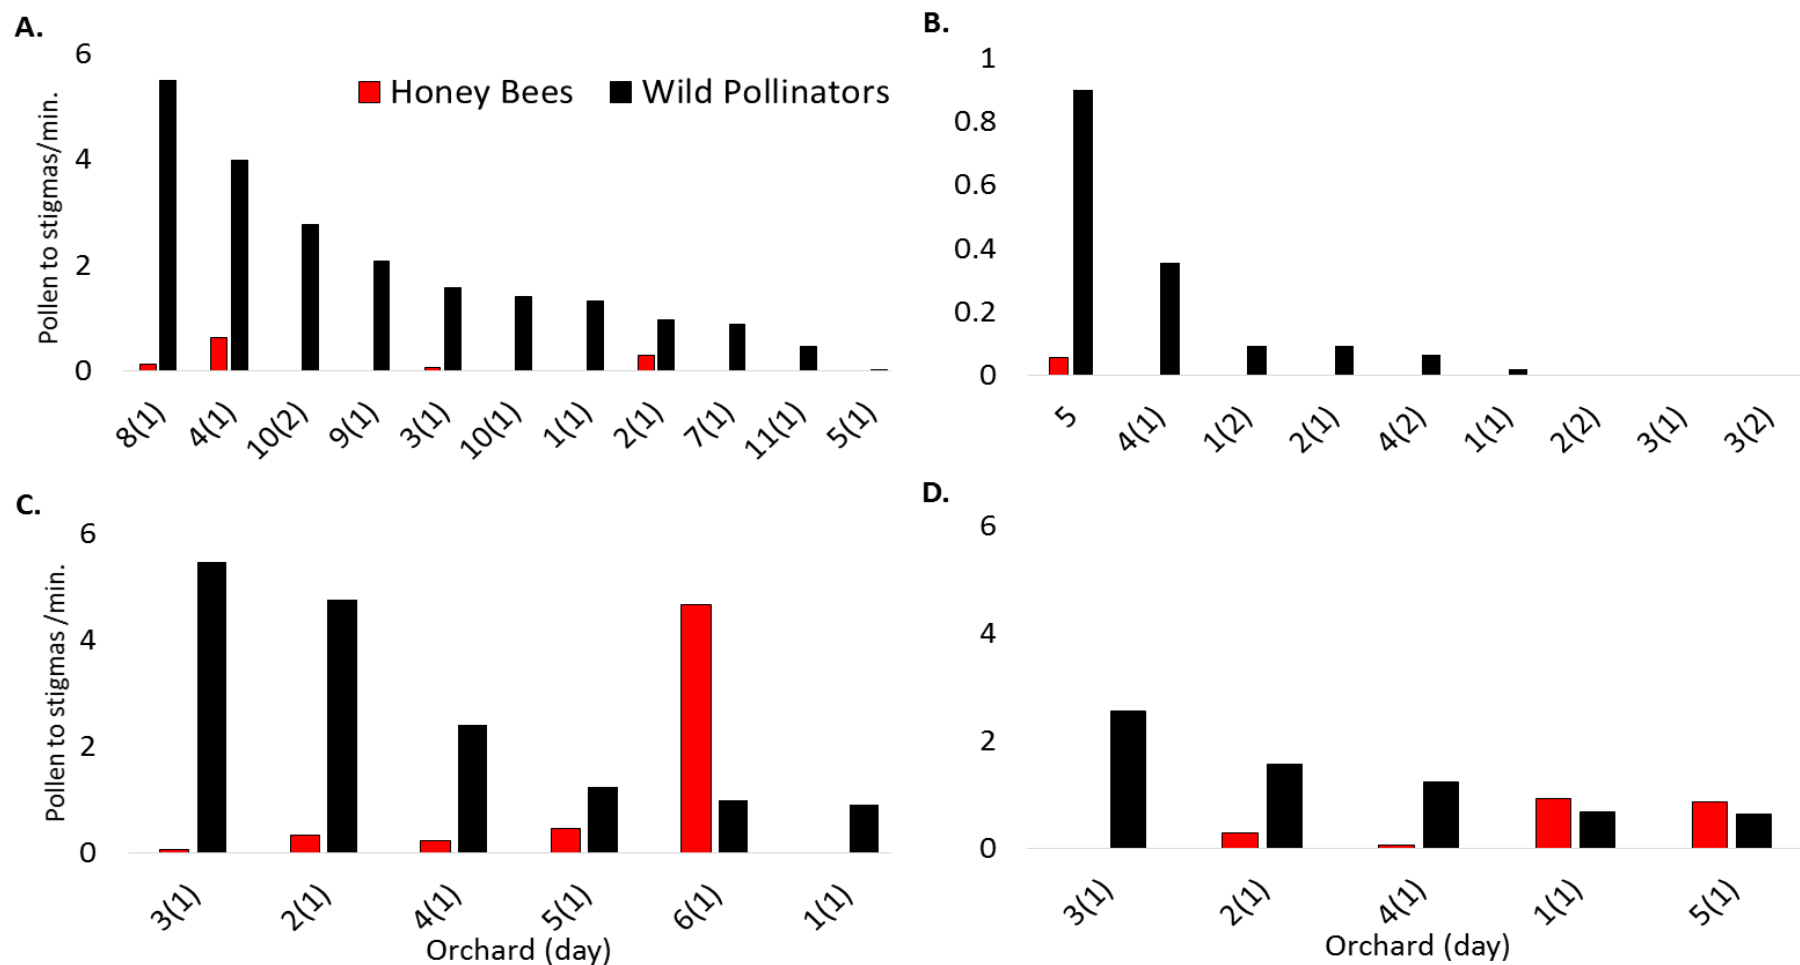 A.
6
4
2
0
Pollen to stigmas/min.
Honey Bees
Wild Pollinators
8(1) 4(1) 10(2) 9(1) 3(1) 10(1) 1(1) 2(1) 7(1) 11(1) 5(1)
B.
1
0.8
0.6
0.4
0.2
0
5 4(1) 1(2) 2(1) 4(2) 1(1) 2(2) 3(1) 3(2)
C.
6
4
2
0
Pollen to stigmas /min.
3(1) 2(1) 4(1) 5(1) 6(1) 1(1)
Orchard (day)
D.
6
4
2
0
3(1) 2(1) 4(1) 1(1) 5(1)
Orchard (day)